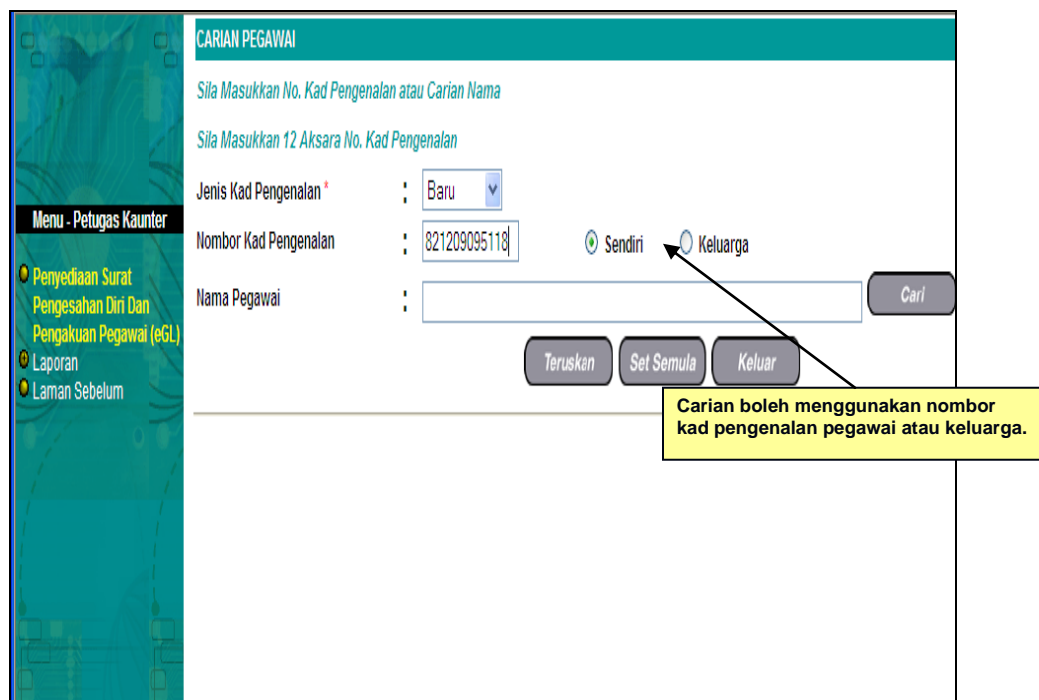 CARIAN PEGAWAI
Sila Masukkan No. Kad Pengenalan atau Carian Nama
Sila Masukkan 12 Aksara No. Kad Pengenalan
Jenis Kad Pengenalan * : Baru
Nombor Kad Pengenalan : 821209095118 Sendiri Keluarga
Nama Pegawai : Cari
Teruskan Set Semula Keluar
Carian boleh menggunakan nombor
kad pengenalan pegawai atau keluarga.
Menu - Petugas Kaunter
Penyediaan Surat
Pengesahan Diri Dan
Pengakuan Pegawai (eGL)
Laporan
Laman Sebelum